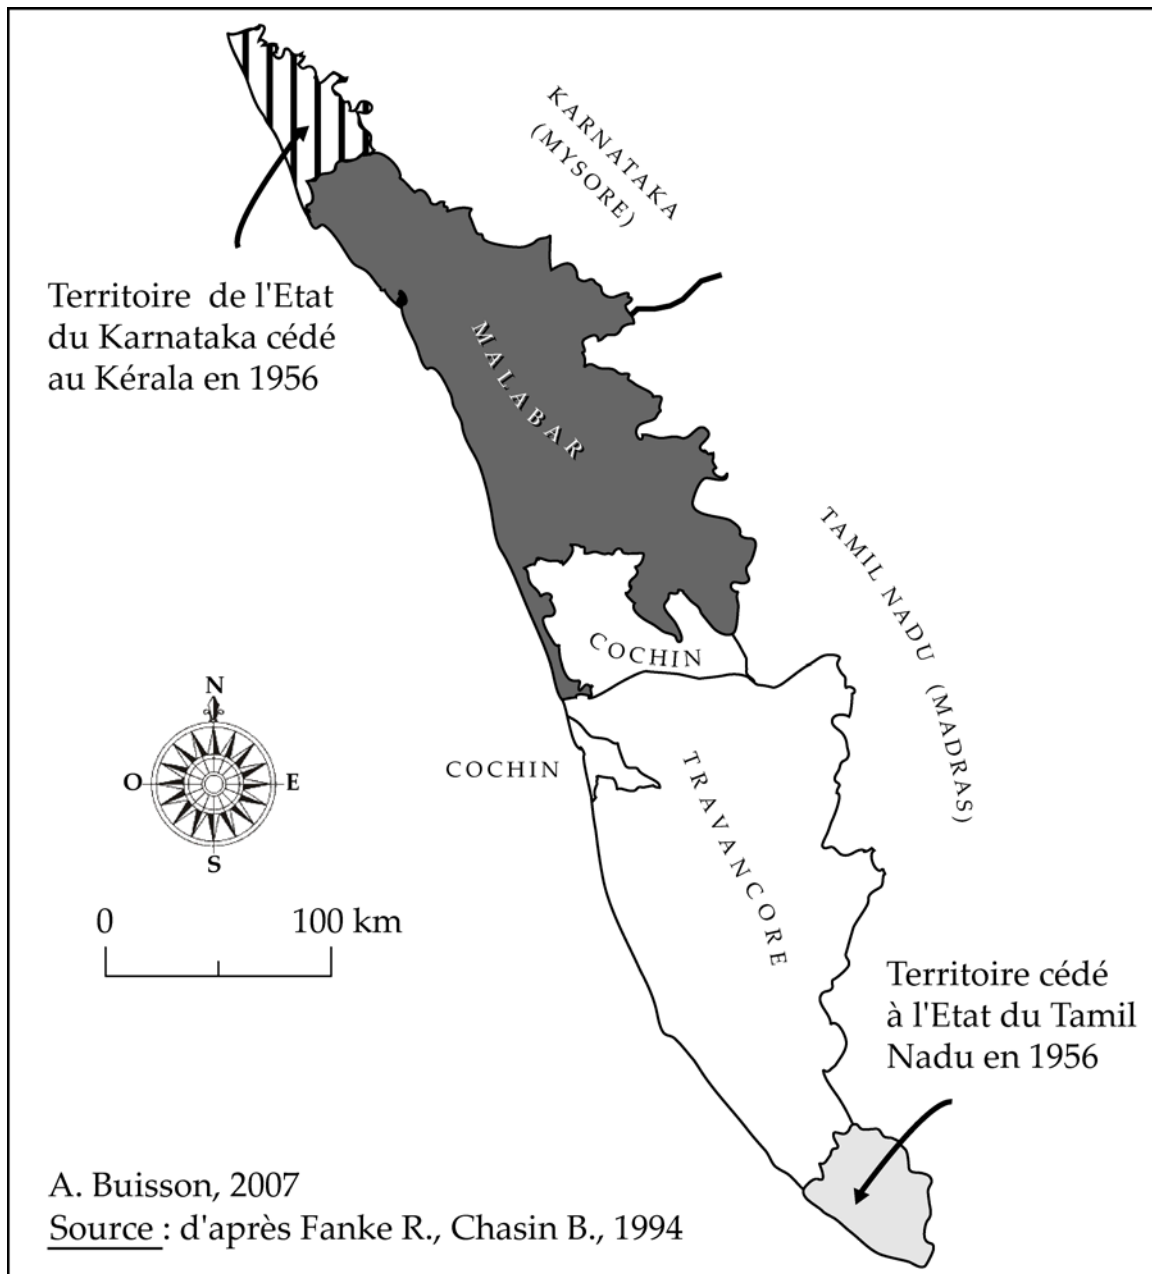 KARNATAKA
(MYSORE)
Territoire de l'Etat
du Karnataka cédé
au Kérala en 1956
MALABAR
TAMIL NADU (MADRAS)
COCHIN
N
O
E
S
COCHIN
TRAVANCORE
0
100 km
Territoire cédé
à l'Etat du Tamil
Nadu en 1956
A. Buisson, 2007
Source : d'après Fanke R., Chasin B., 1994